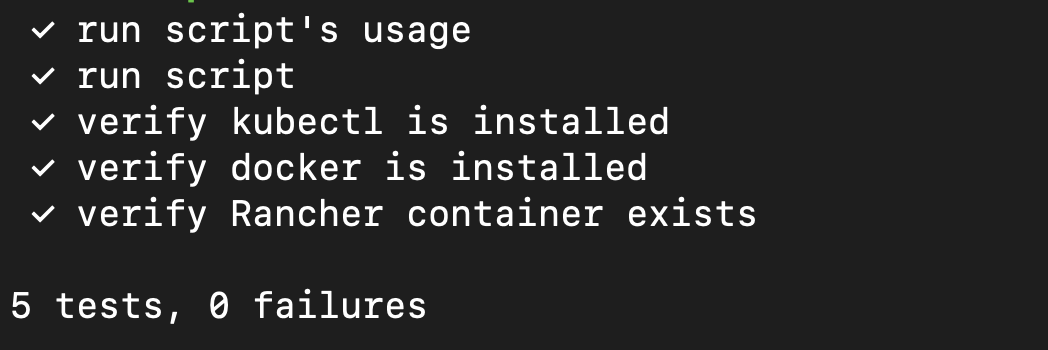 ✓ run script's usage
✓ run script
✓ verify kubectl is installed
✓ verify docker is installed
✓ verify Rancher container exists
5 tests, 0 failures